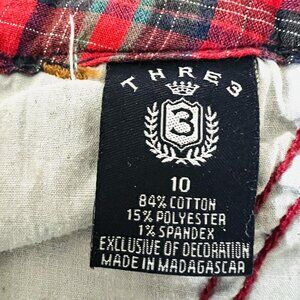 THRE3
3
10
84% COTTON
15% POLYESTER
1% SPANDEX
EXCLUSIVE OF DECORATION
MADE IN MADAGASCAR